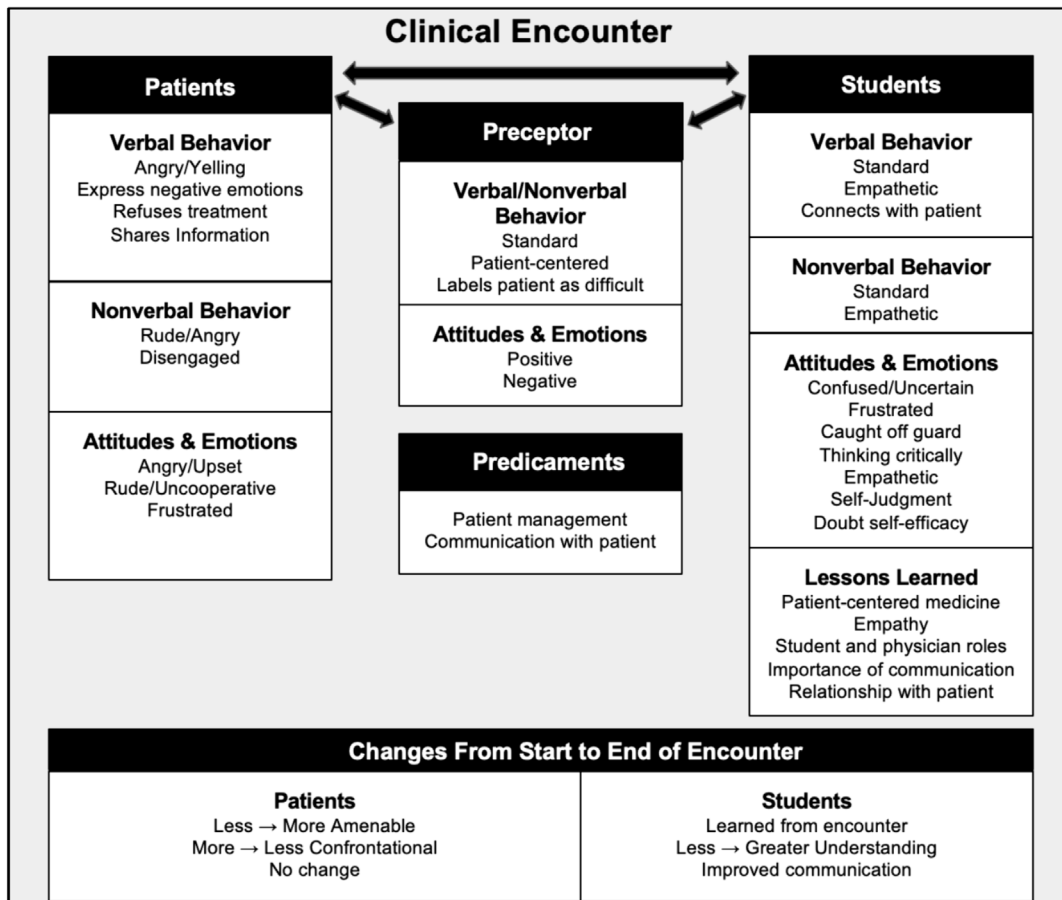 Clinical Encounter
Patients
Verbal Behavior
Angry/Yelling
Express negative emotions
Refuses treatment
Shares Information
Nonverbal Behavior
Rude/Angry
Disengaged
Attitudes & Emotions
Angry/Upset
Rude/Uncooperative
Frustrated
Preceptor
Verbal/Nonverbal
Behavior
Standard
Patient-centered
Labels patient as difficult
Attitudes & Emotions
Positive
Negative
Predicaments
Patient management
Communication with patient
Students
Verbal Behavior
Standard
Empathetic
Connects with patient
Nonverbal Behavior
Standard
Empathetic
Attitudes & Emotions
Confused/Uncertain
Frustrated
Caught off guard
Thinking critically
Empathetic
Self-Judgment
Doubt self-efficacy
Lessons Learned
Patient-centered medicine
Empathy
Student and physician roles
Importance of communication
Relationship with patient
Changes From Start to End of Encounter
Patients
Less → More Amenable
More → Less Confrontational
No change
Students
Learned from encounter
Less → Greater Understanding
Improved communication